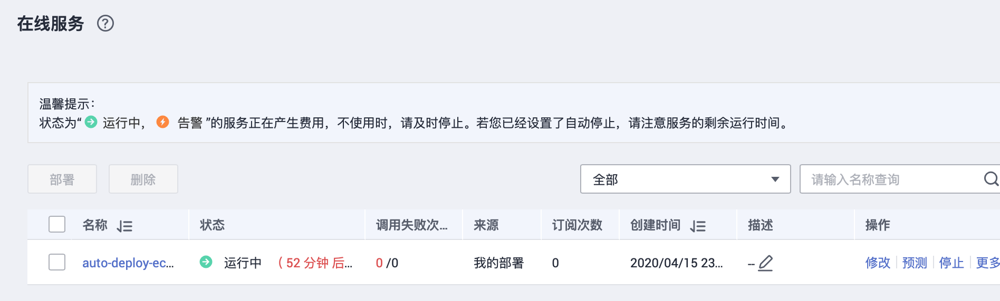 在线服务 ?
温馨提示：
状态为“ 运行中， 告警 ”的服务正在产生费用，不使用时，请及时停止。若您已经设置了自动停止，请注意服务的剩余运行时间。
部署 删除 全部 请输入名称查询
名称 状态 调用失败次... 来源 订阅次数 创建时间 描述 操作
auto-deploy-ec... 运行中 （ 52 分钟 后... 0 /0 我的部署 0 2020/04/15 23... -- 修改 预测 停止 更多